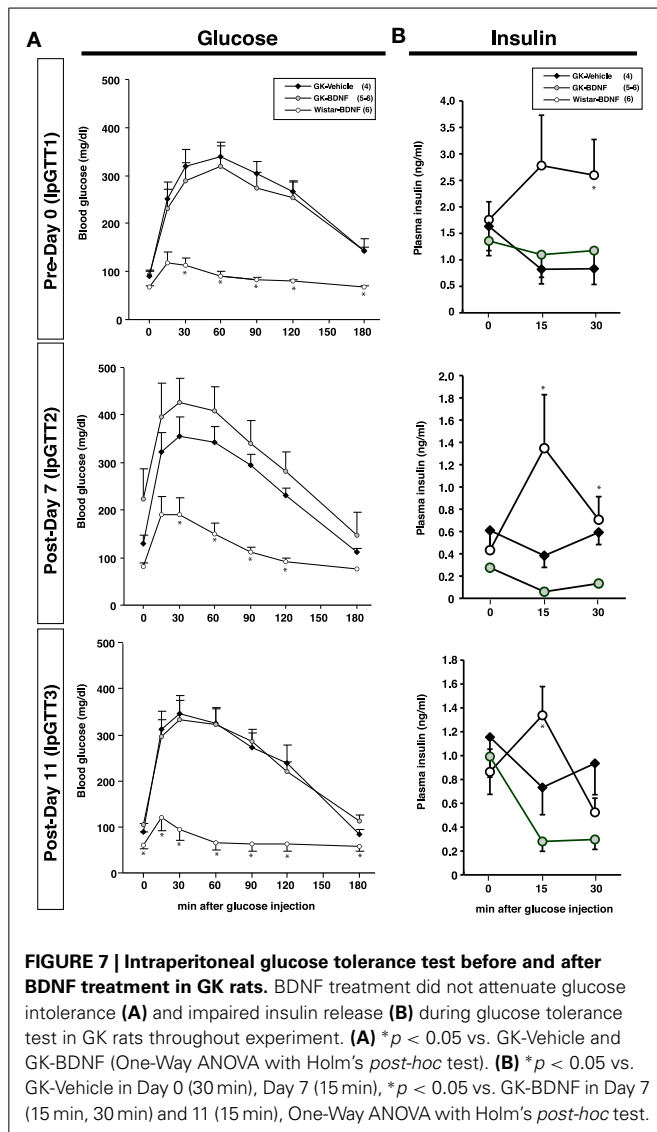 A
Glucose
B
Insulin
Pre-Day 0 (IpGTT1)
Blood glucose (mg/dl)
500
400
300
200
100
0
GK-Vehicle (4)
GK-BDNF (5-6)
Wistar-BDNF (6)
* * * * *
0 30 60 90 120 180
Plasma insulin (ng/ml)
4.0
3.5
3.0
2.5
2.0
1.5
1.0
0.5
0.0
GK-Vehicle (4)
GK-BDNF (5-6)
Wistar-BDNF (6)
*
0 15 30
Post-Day 7 (IpGTT2)
Blood glucose (mg/dl)
500
400
300
200
100
0
* * * *
0 30 60 90 120 180
Plasma insulin (ng/ml)
2.0
1.8
1.6
1.4
1.2
1.0
0.8
0.6
0.4
0.2
0
* *
0 15 30
Post-Day 11 (IpGTT3)
Blood glucose (mg/dl)
500
400
300
200
100
0
* * * * * * *
0 30 60 90 120 180
min after glucose injection
Plasma insulin (ng/ml)
1.8
1.6
1.4
1.2
1.0
0.8
0.6
0.4
0.2
0
*
0 15 30
min after glucose injection
FIGURE 7 | Intraperitoneal glucose tolerance test before and after
BDNF treatment in GK rats. BDNF treatment did not attenuate glucose
intolerance (A) and impaired insulin release (B) during glucose tolerance
test in GK rats throughout experiment. (A) *p < 0.05 vs. GK-Vehicle and
GK-BDNF (One-Way ANOVA with Holm's post-hoc test). (B) *p < 0.05 vs.
GK-Vehicle in Day 0 (30 min), Day 7 (15 min), *p < 0.05 vs. GK-BDNF in Day 7
(15 min, 30 min) and 11 (15 min), One-Way ANOVA with Holm's post-hoc test.